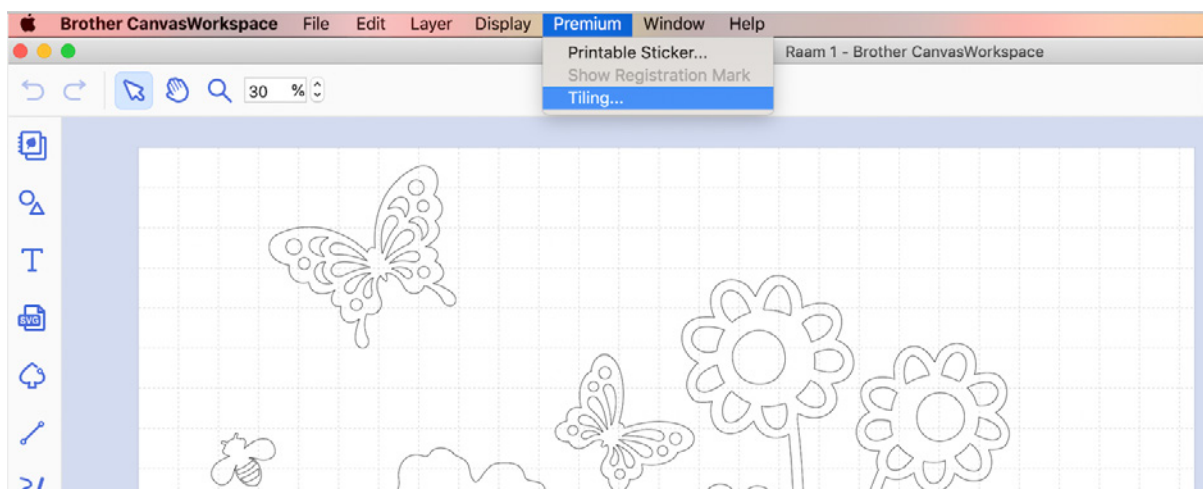 Brother CanvasWorkspace File Edit Layer Display Premium Window Help
Printable Sticker...
Raam 1 - Brother CanvasWorkspace
Show Registration Mark
Tiling...
30 %
T
SVG